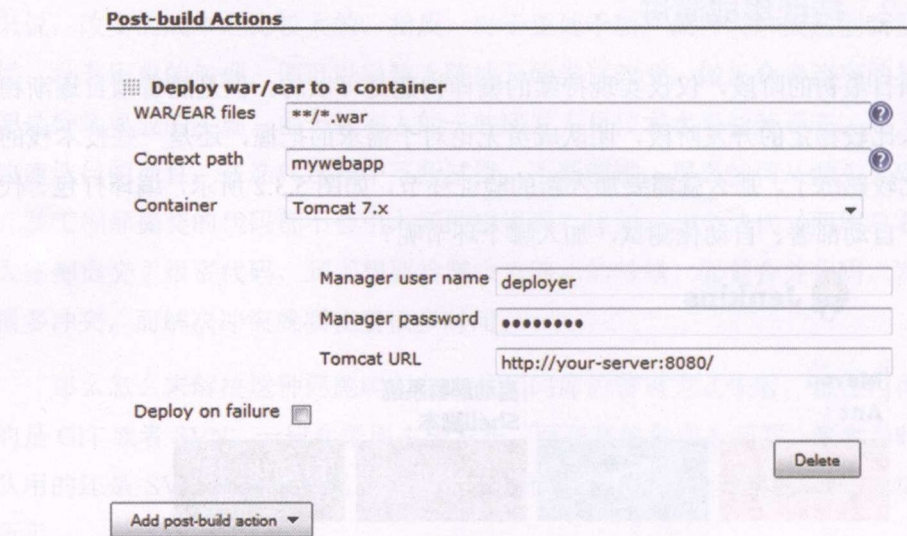 Post-build Actions
Deploy war/ear to a container
WAR/EAR files **/*.war
Context path mywebapp
Container Tomcat 7.x
Manager user name deployer
Manager password ●●●●●●●●
Tomcat URL http://your-server:8080/
Deploy on failure
Delete
Add post-build action